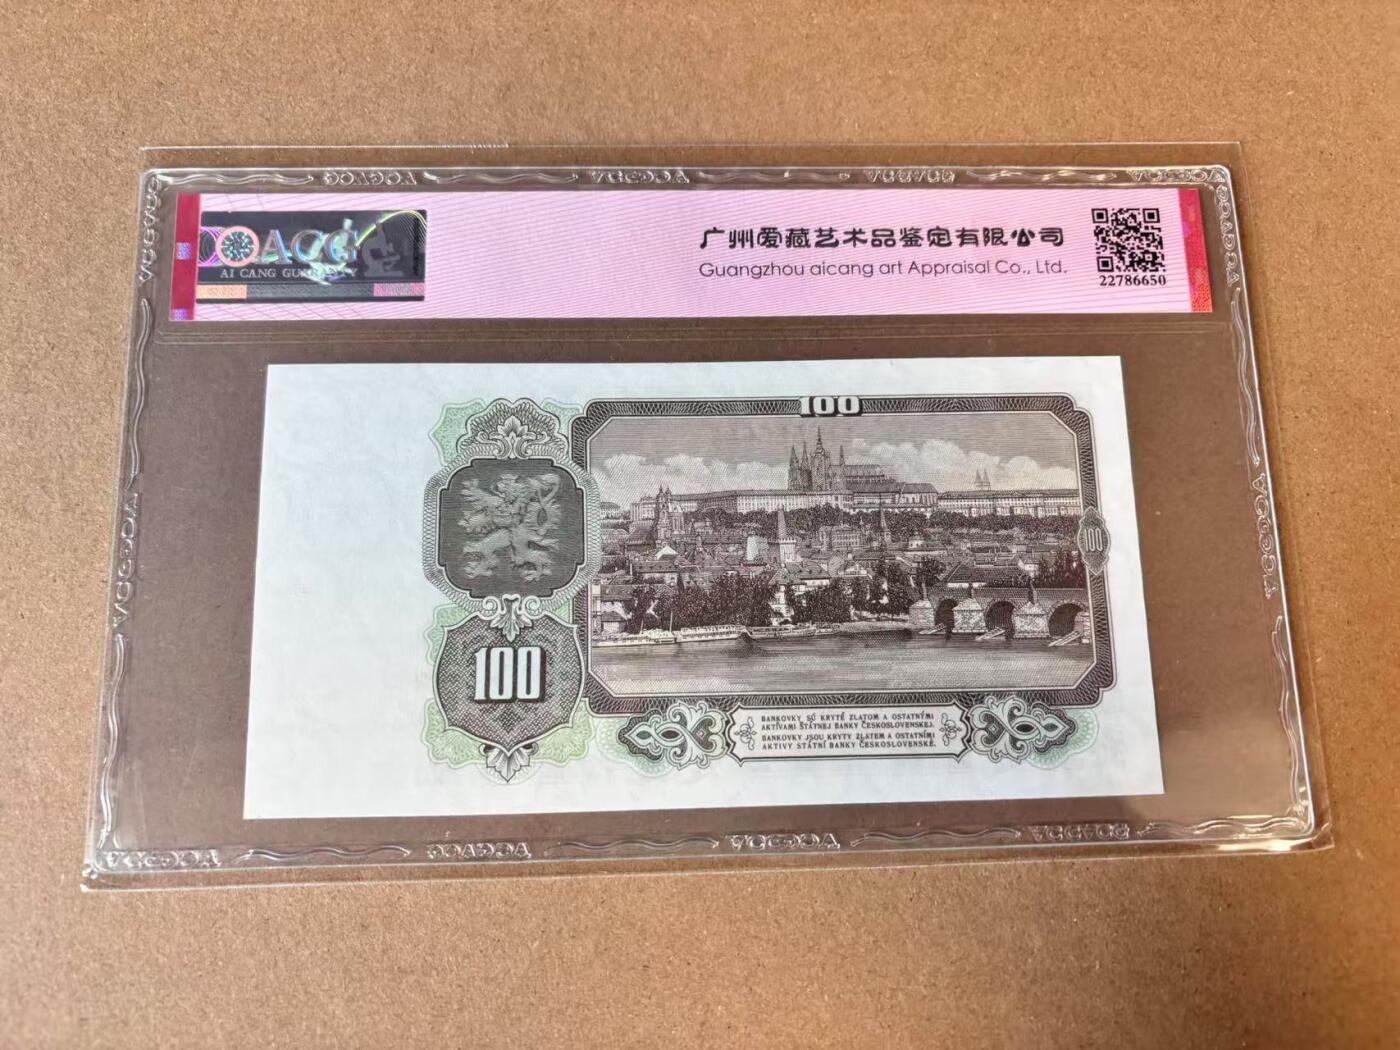 ACG
AI CANG GUARANTY
广州爱藏艺术品鉴定有限公司
Guangzhou aicang art Appraisal Co., Ltd.
22786650
100
100
100
BANKOVKY SÚ KRYTÉ ZLATOM A OSTATNÝMI
AKTÍVAMI ŠTÁTNEJ BANKY ČESKOSLOVENSKEJ.
BANKOVKY JSOU KRYTY ZLATEM A OSTATNÍMI
AKTIVY STÁTNÍ BANKY ČESKOSLOVENSKÉ.